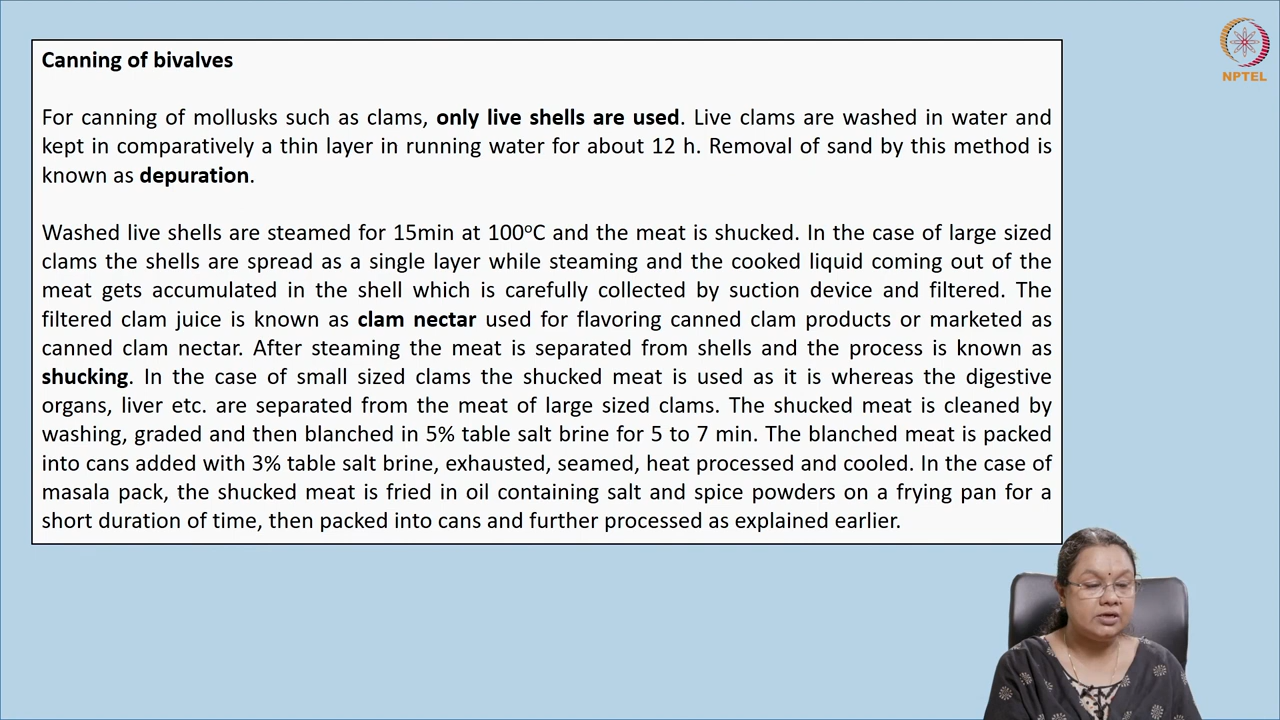 Canning of bivalves
For canning of mollusks such as clams, only live shells are used. Live clams are washed in water and
kept in comparatively a thin layer in running water for about 12 h. Removal of sand by this method is
known as depuration.
Washed live shells are steamed for 15min at 100°C and the meat is shucked. In the case of large sized
clams the shells are spread as a single layer while steaming and the cooked liquid coming out of the
meat gets accumulated in the shell which is carefully collected by suction device and filtered. The
filtered clam juice is known as clam nectar used for flavoring canned clam products or marketed as
canned clam nectar. After steaming the meat is separated from shells and the process is known as
shucking. In the case of small sized clams the shucked meat is used as it is whereas the digestive
organs, liver etc. are separated from the meat of large sized clams. The shucked meat is cleaned by
washing, graded and then blanched in 5% table salt brine for 5 to 7 min. The blanched meat is packed
into cans added with 3% table salt brine, exhausted, seamed, heat processed and cooled. In the case of
masala pack, the shucked meat is fried in oil containing salt and spice powders on a frying pan for a
short duration of time, then packed into cans and further processed as explained earlier.
NPTEL